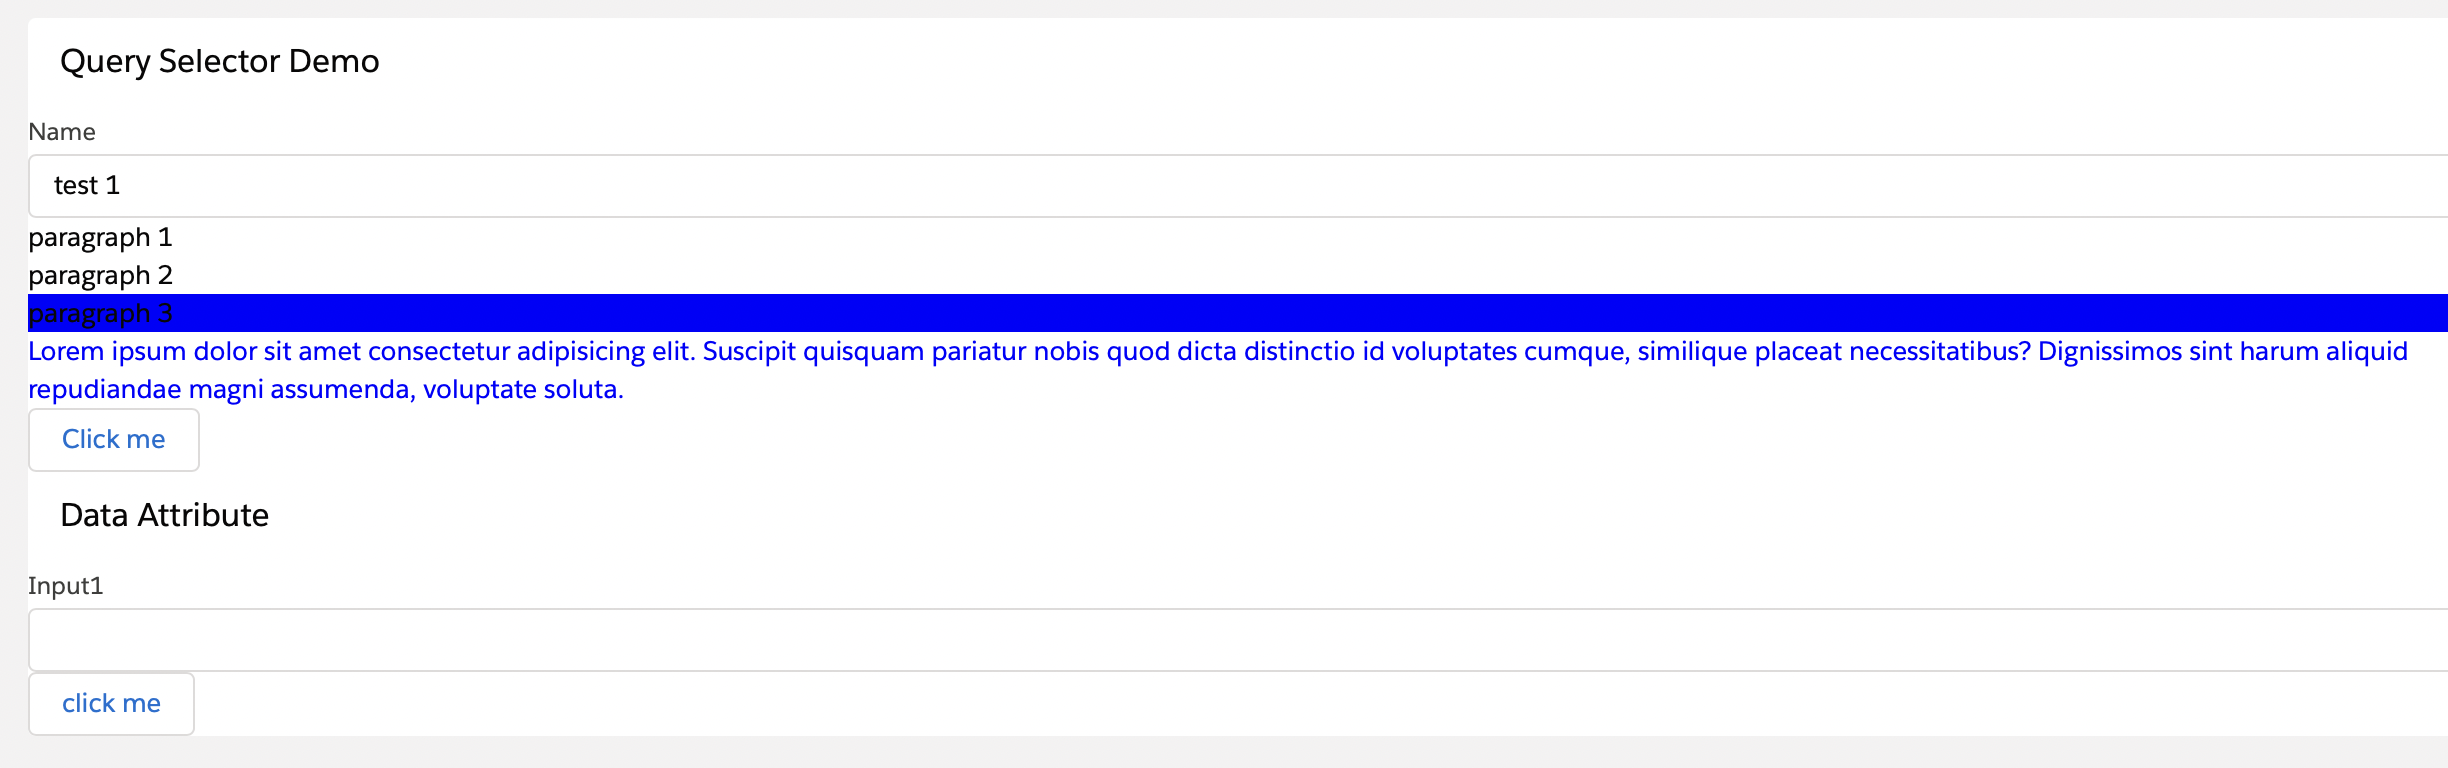 Query Selector Demo
Name
test 1
paragraph 1
paragraph 2
paragraph 3
Lorem ipsum dolor sit amet consectetur adipisicing elit. Suscipit quisquam pariatur nobis quod dicta distinctio id voluptates cumque, similique placeat necessitatibus? Dignissimos sint harum aliquid
repudiandae magni assumenda, voluptate soluta.
Click me
Data Attribute
Input1
click me